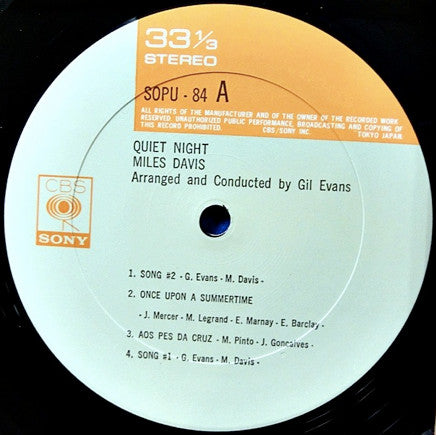 33 1/3
STEREO
SOPU - 84 A
ALL RIGHTS OF THE MANUFACTURER AND OF THE OWNER OF THE RECORDED WORK
RESERVED. UNAUTHORIZED PUBLIC PERFORMANCE, BROADCASTING AND COPYING OF
THIS RECORD PROHIBITED. CBS/SONY INC. TOKYO JAPAN.
QUIET NIGHT
MILES DAVIS
Arranged and Conducted by Gil Evans
CBS
SONY
1. SONG #2 - G. Evans - M. Davis -
2. ONCE UPON A SUMMERTIME
- J. Mercer - M. Legrand - E. Marnay - E. Barclay -
3. AOS PES DA CRUZ - M. Pinto - J. Goncalves -
4. SONG #1 - G. Evans - M. Davis -